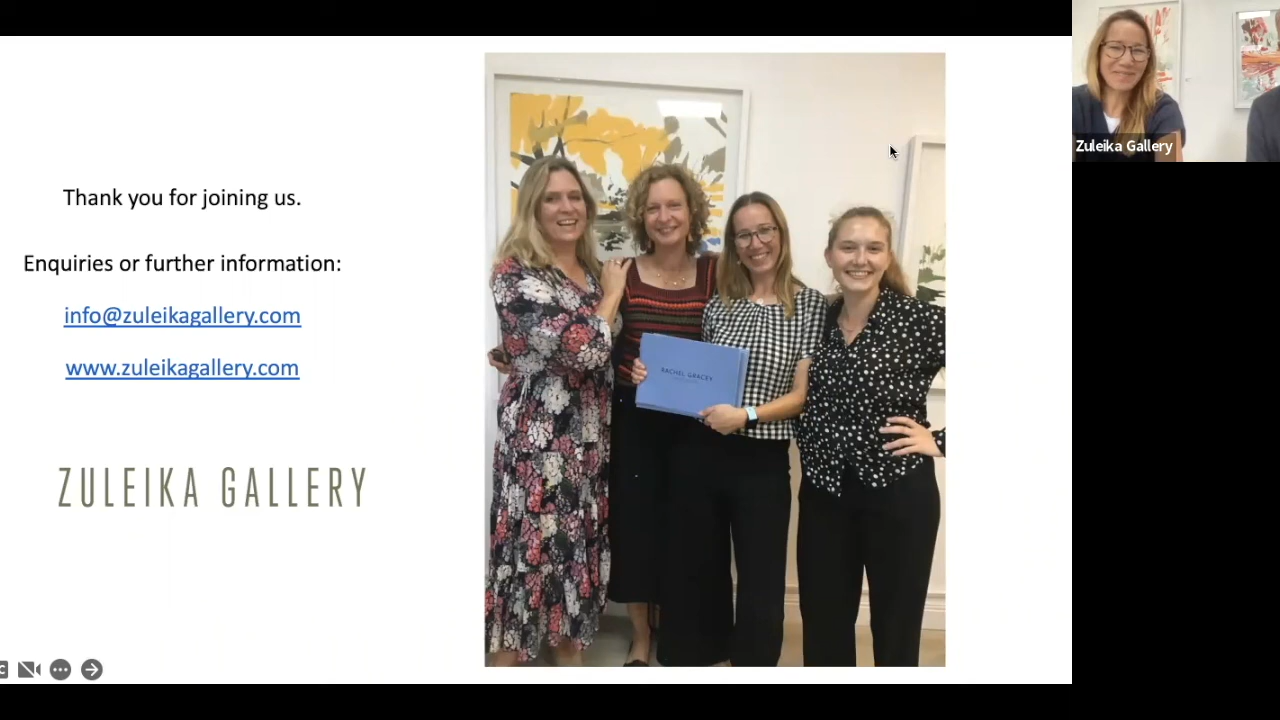 Thank you for joining us.
Enquiries or further information:
info@zuleikagallery.com
www.zuleikagallery.com
ZULEIKA GALLERY
RACHEL GRACEY
Zuleika Gallery